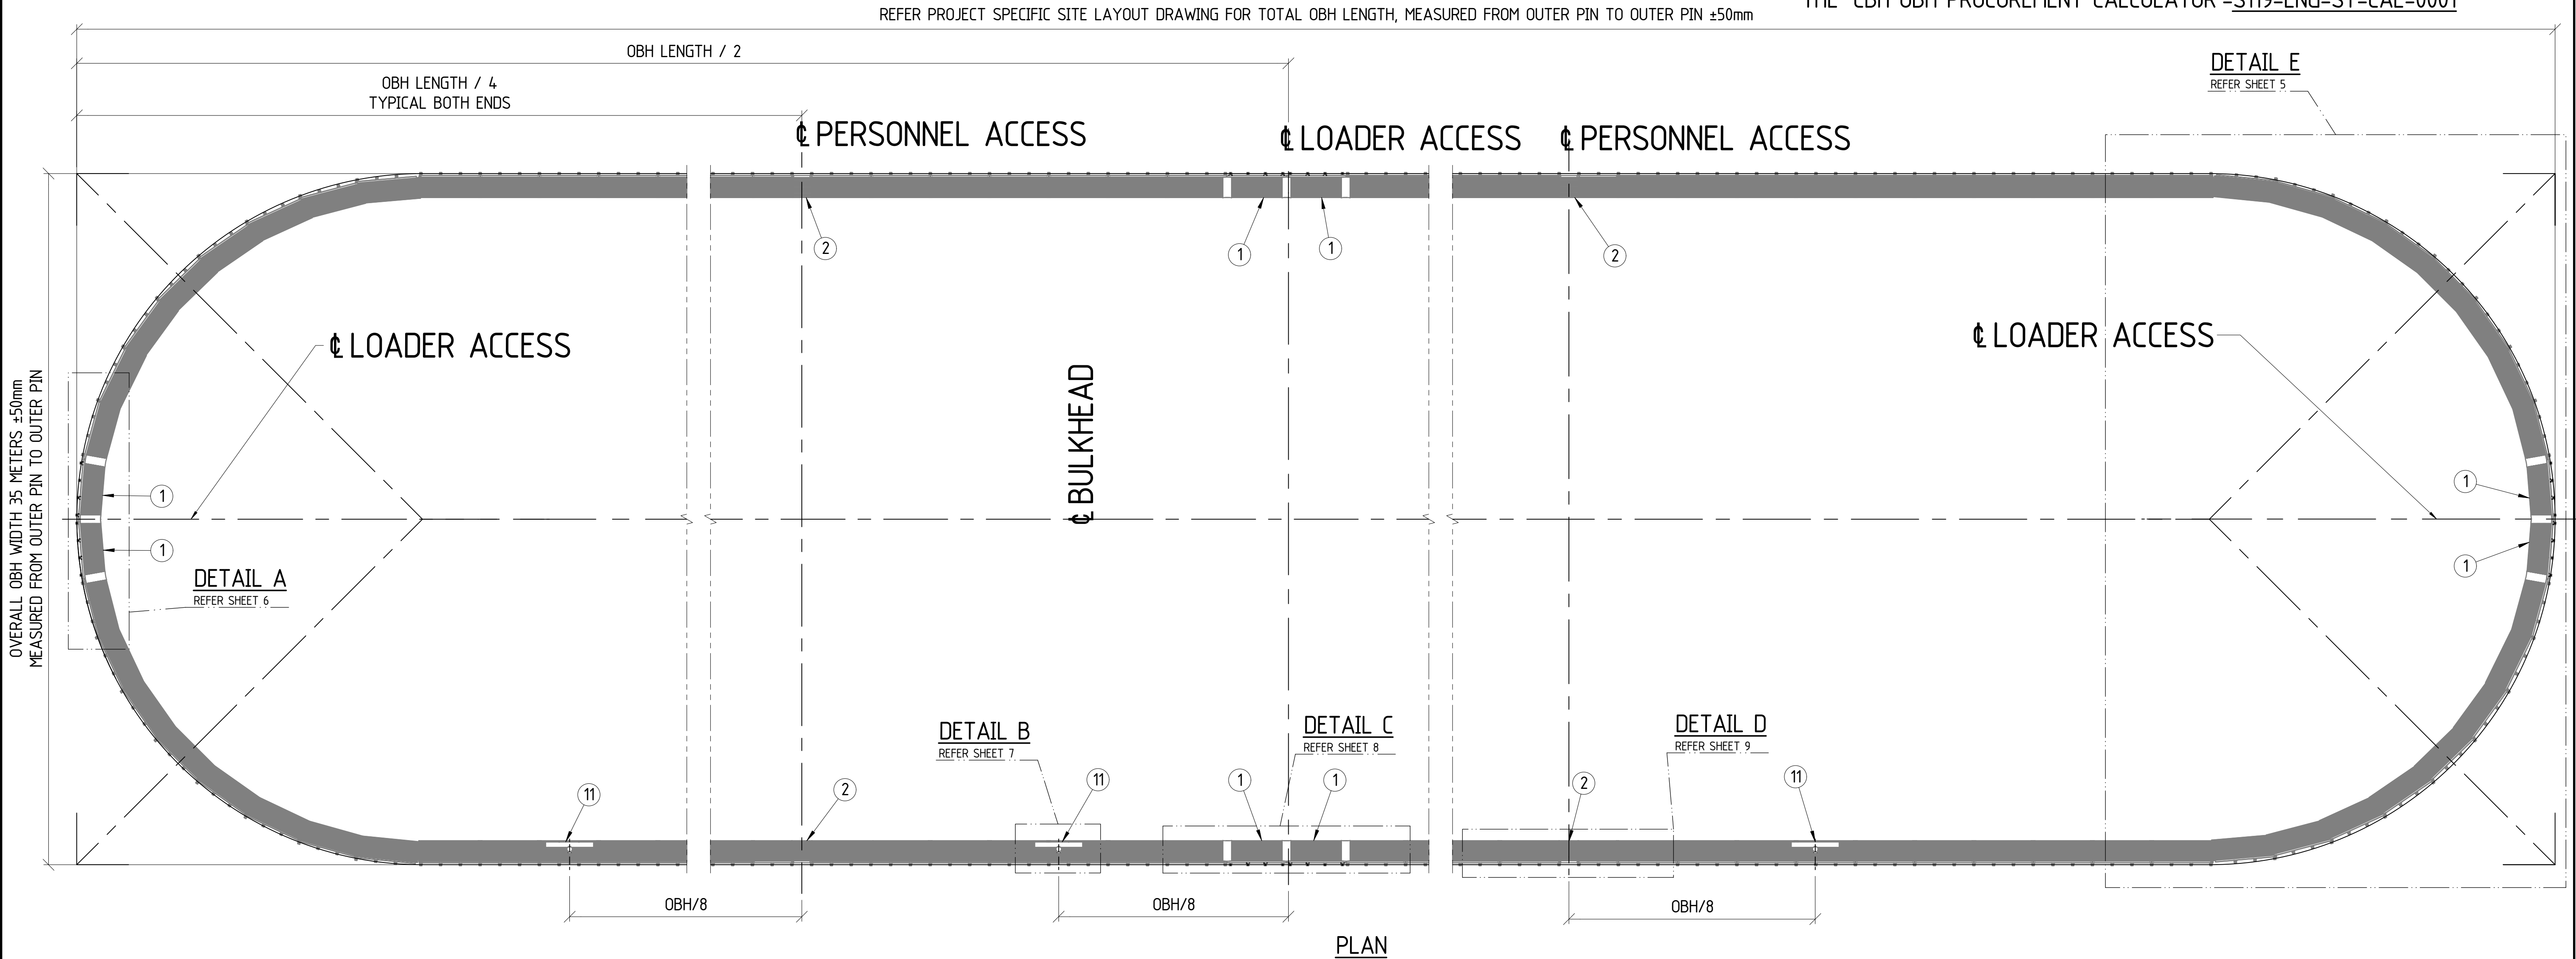 REFER PROJECT SPECIFIC SITE LAYOUT DRAWING FOR TOTAL OBH LENGTH, MEASURED FROM OUTER PIN TO OUTER PIN ±50mm
OBH LENGTH / 2
OBH LENGTH / 4
TYPICAL BOTH ENDS
DETAIL E
REFER SHEET 5
℄ PERSONNEL ACCESS
℄ LOADER ACCESS
℄ PERSONNEL ACCESS
2
1
1
2
℄ LOADER ACCESS
℄ LOADER ACCESS
OVERALL OBH WIDTH 35 METERS ±50mm
MEASURED FROM OUTER PIN TO OUTER PIN
℄ BULKHEAD
1
1
1
1
DETAIL A
REFER SHEET 6
DETAIL B
REFER SHEET 7
DETAIL C
REFER SHEET 8
DETAIL D
REFER SHEET 9
11
2
11
1
1
2
11
OBH/8
OBH/8
OBH/8
PLAN